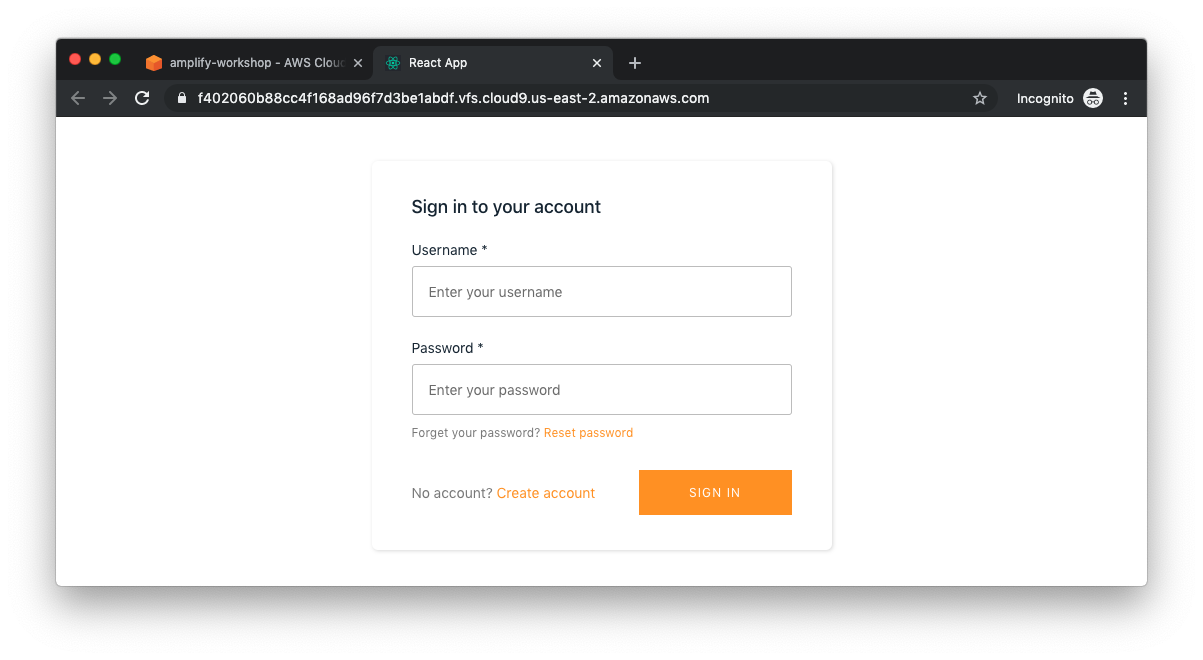 amplify-workshop - AWS Clou
React App
f402060b88cc4f168ad96f7d3be1abdf.vfs.cloud9.us-east-2.amazonaws.com
Incognito
Sign in to your account
Username *
Enter your username
Password *
Enter your password
Forget your password? Reset password
No account? Create account
SIGN IN